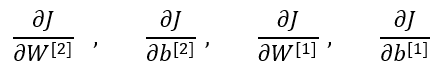 ∂J/∂W^[2] , ∂J/∂b^[2] , ∂J/∂W^[1] , ∂J/∂b^[1]